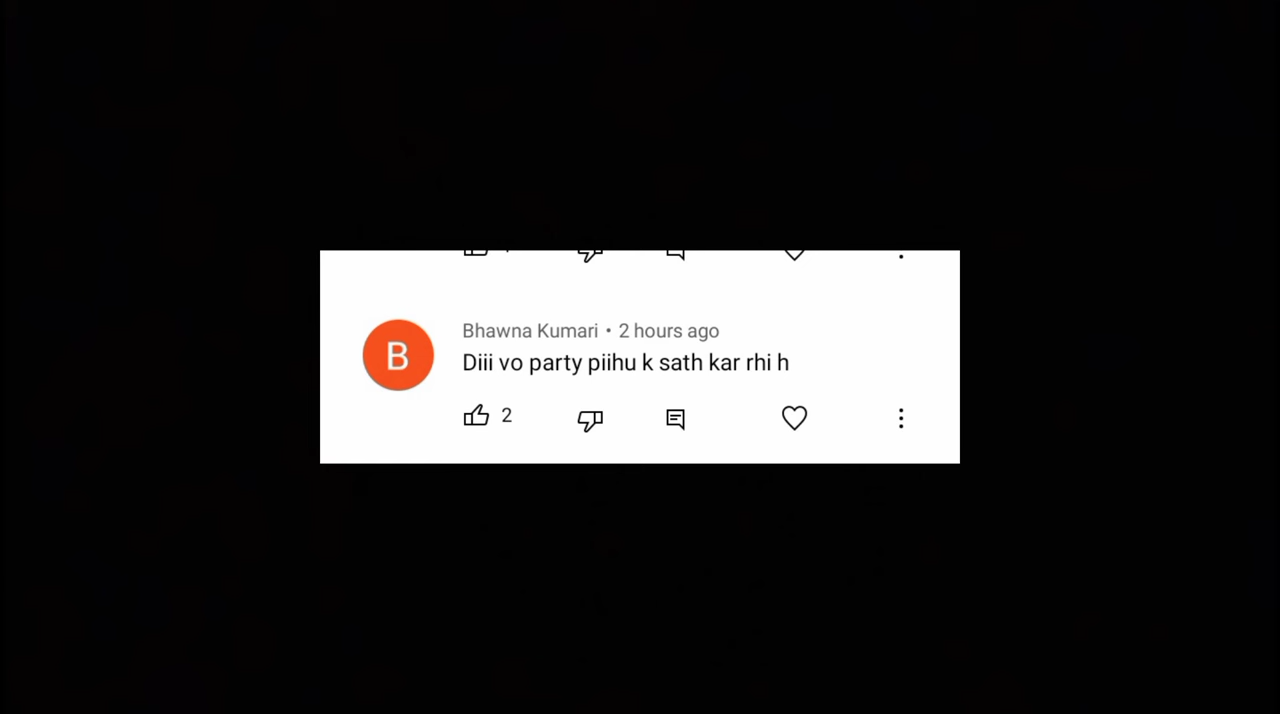 B
Bhawna Kumari • 2 hours ago
Diii vo party piihu k sath kar rhi h
2